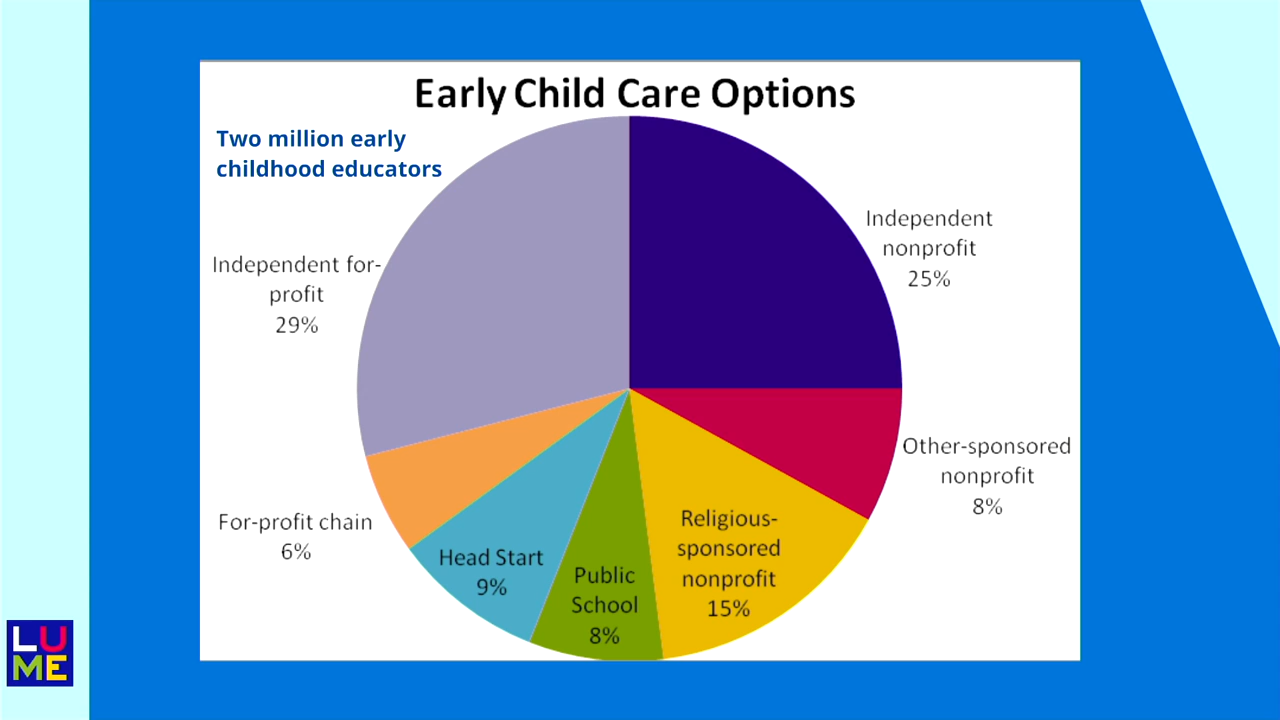 Early Child Care Options
Two million early
childhood educators
Independent
nonprofit
25%
Independent for-
profit
29%
Other-sponsored
nonprofit
8%
Religious-
sponsored
nonprofit
15%
For-profit chain
6%
Head Start
9%
Public
School
8%
LU
ME